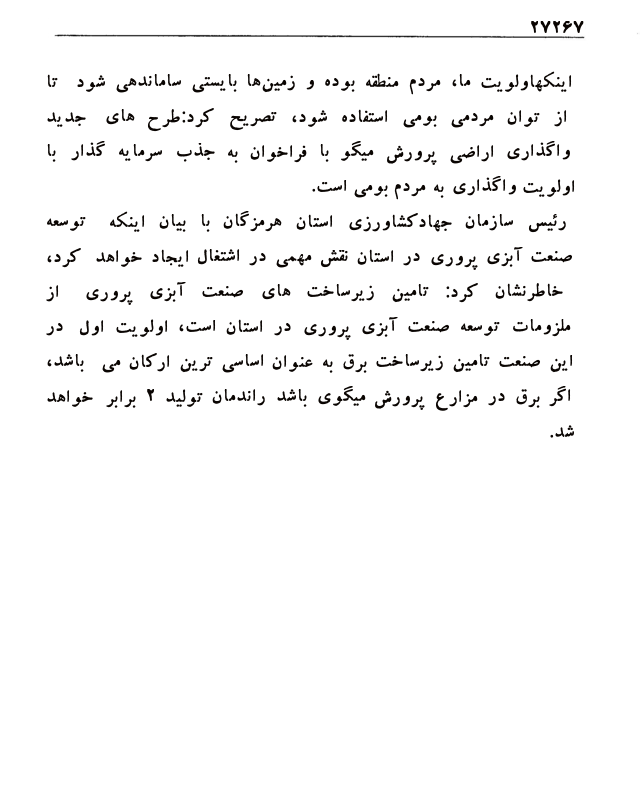 ۲۷۲۶۷
اینکهاولویت ما، مردم منطقه بوده و زمین‌ها بایستی ساماندهی شود تا
از توان مردمی بومی استفاده شود، تصریح کرد:طرح های جدید
واگذاری اراضی پرورش میگو با فراخوان به جذب سرمایه گذار با
اولویت واگذاری به مردم بومی است.
رئیس سازمان جهادکشاورزی استان هرمزگان با بیان اینکه توسعه
صنعت آبزی پروری در استان نقش مهمی در اشتغال ایجاد خواهد کرد،
خاطرنشان کرد: تامین زیرساخت های صنعت آبزی پروری از
ملزومات توسعه صنعت آبزی پروری در استان است، اولویت اول در
این صنعت تامین زیرساخت برق به عنوان اساسی ترین ارکان می باشد،
اگر برق در مزارع پرورش میگوی باشد راندمان تولید ۲ برابر خواهد
شد.